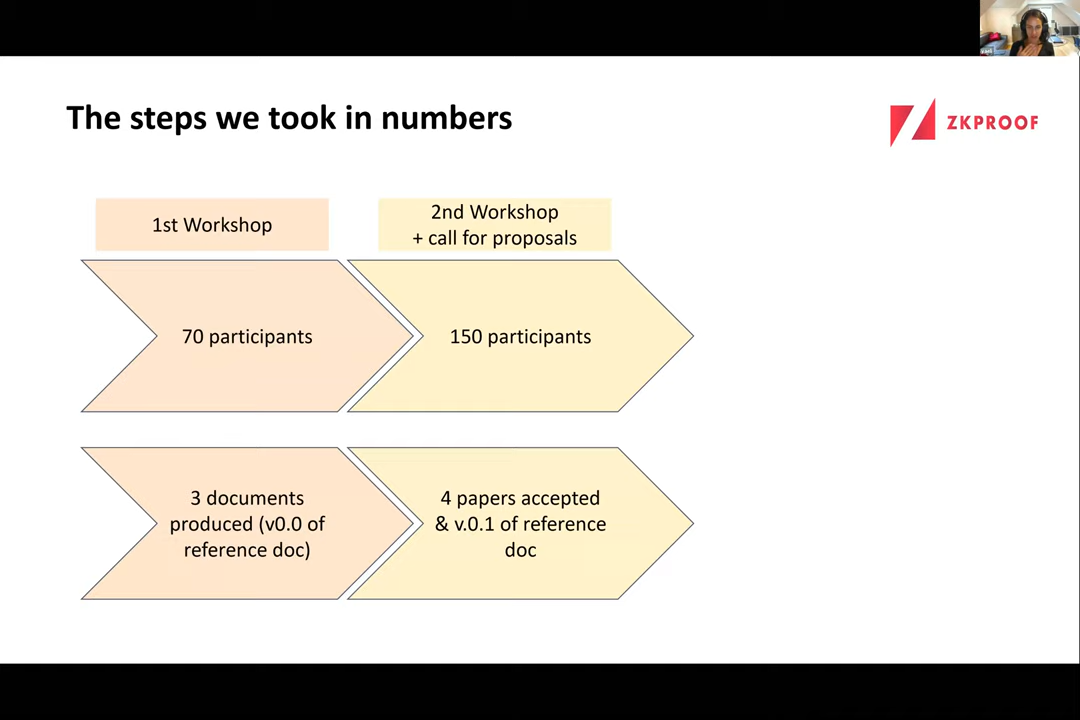 The steps we took in numbers
ZKPROOF
1st Workshop
2nd Workshop
+ call for proposals
70 participants
150 participants
3 documents
produced (v0.0 of
reference doc)
4 papers accepted
& v.0.1 of reference
doc